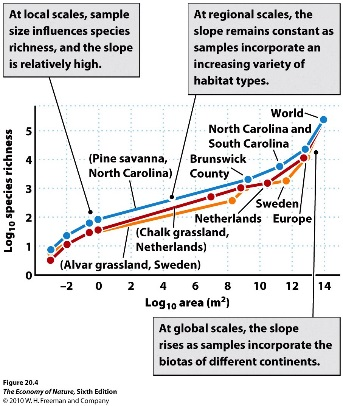 At local scales, sample
size influences species
richness, and the slope
is relatively high.
At regional scales, the
slope remains constant as
samples incorporate an
increasing variety of
habitat types.
World
North Carolina and
South Carolina
(Pine savanna,
North Carolina)
Brunswick
County
Netherlands
Sweden
Europe
(Chalk grassland,
Netherlands)
(Alvar grassland, Sweden)
Log10 species richness
5
4
3
2
1
0
−2 0 2 4 6 8 10 12 14
Log10 area (m²)
At global scales, the slope
rises as samples incorporate the
biotas of different continents.
Figure 20.4
The Economy of Nature, Sixth Edition
© 2010 W. H. Freeman and Company